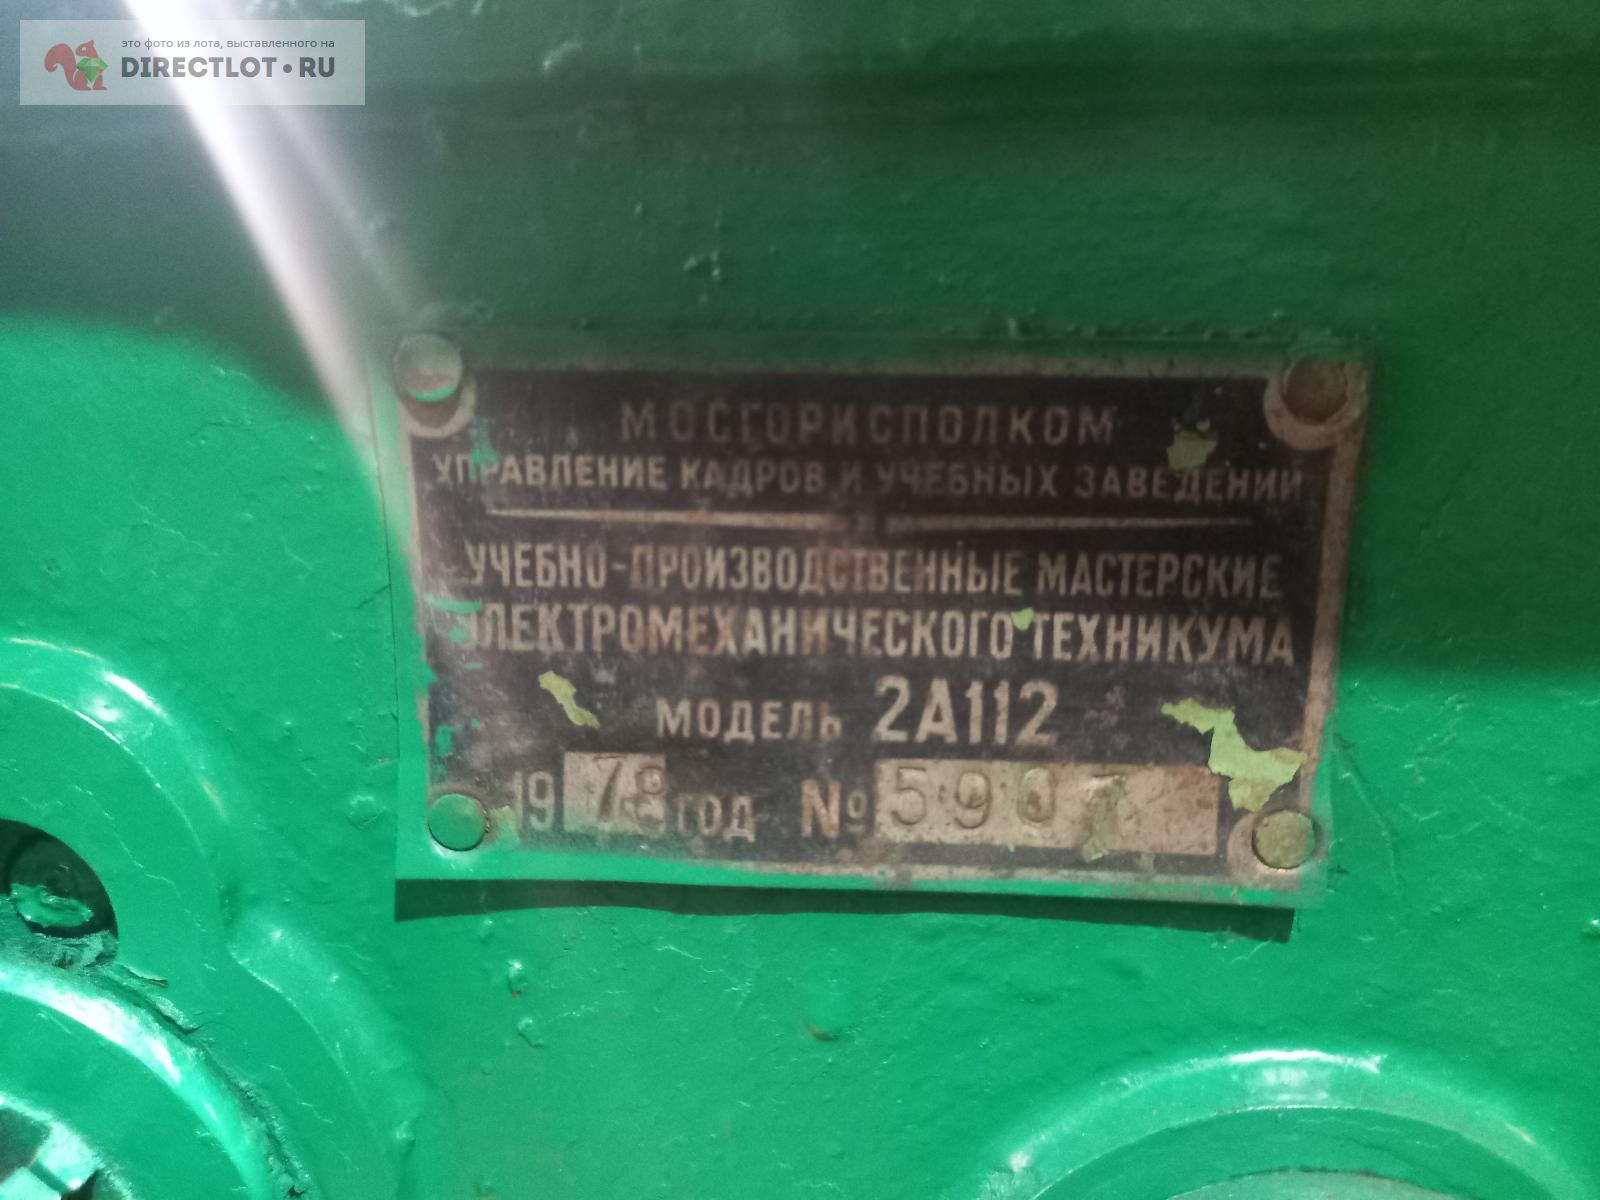 это фото из лота, выставленного на
DIRECTLOT•RU
МОСГОРИСПОЛКОМ
УПРАВЛЕНИЕ КАДРОВ И УЧЕБНЫХ ЗАВЕДЕНИЙ
УЧЕБНО-ПРОИЗВОДСТВЕННЫЕ МАСТЕРСКИЕ
ЭЛЕКТРОМЕХАНИЧЕСКОГО ТЕХНИКУМА
МОДЕЛЬ 2А112
1978 ГОД № 5907